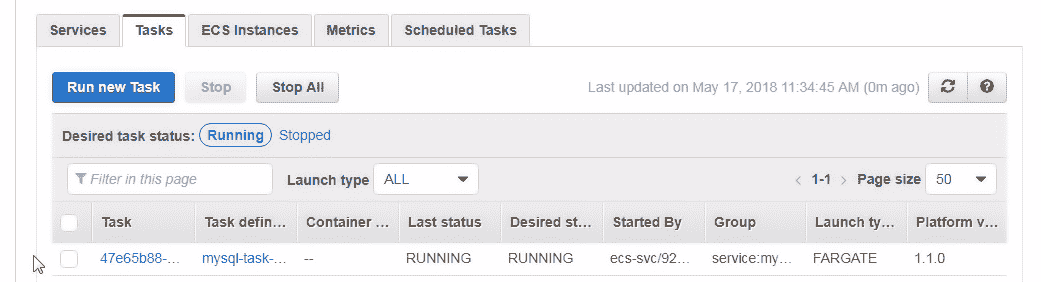 Services Tasks ECS Instances Metrics Scheduled Tasks
Run new Task Stop Stop All Last updated on May 17, 2018 11:34:45 AM (0m ago)
Desired task status: Running Stopped
Filter in this page Launch type ALL < 1-1 > Page size 50
Task Task defin... Container ... Last status Desired st... Started By Group Launch ty... Platform v...
47e65b88-... mysql-task-... -- RUNNING RUNNING ecs-svc/92... service:my... FARGATE 1.1.0